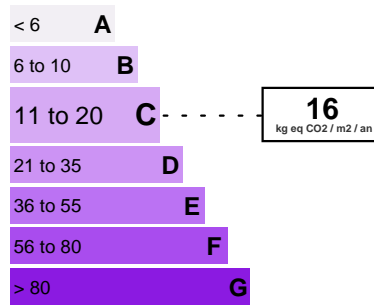 < 6 A
6 to 10 B
11 to 20 C
16
kg eq CO2 / m2 / an
21 to 35 D
36 to 55 E
56 to 80 F
> 80 G